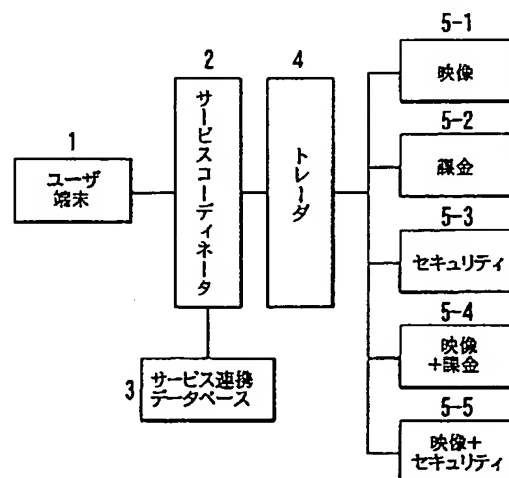 5-1
映像
5-2
課金
5-3
セキュリティ
5-4
映像
+課金
5-5
映像+
セキュリティ
4
トレーダ
2
サービスコーディネータ
1
ユーザ
端末
3
サービス連携
データベース